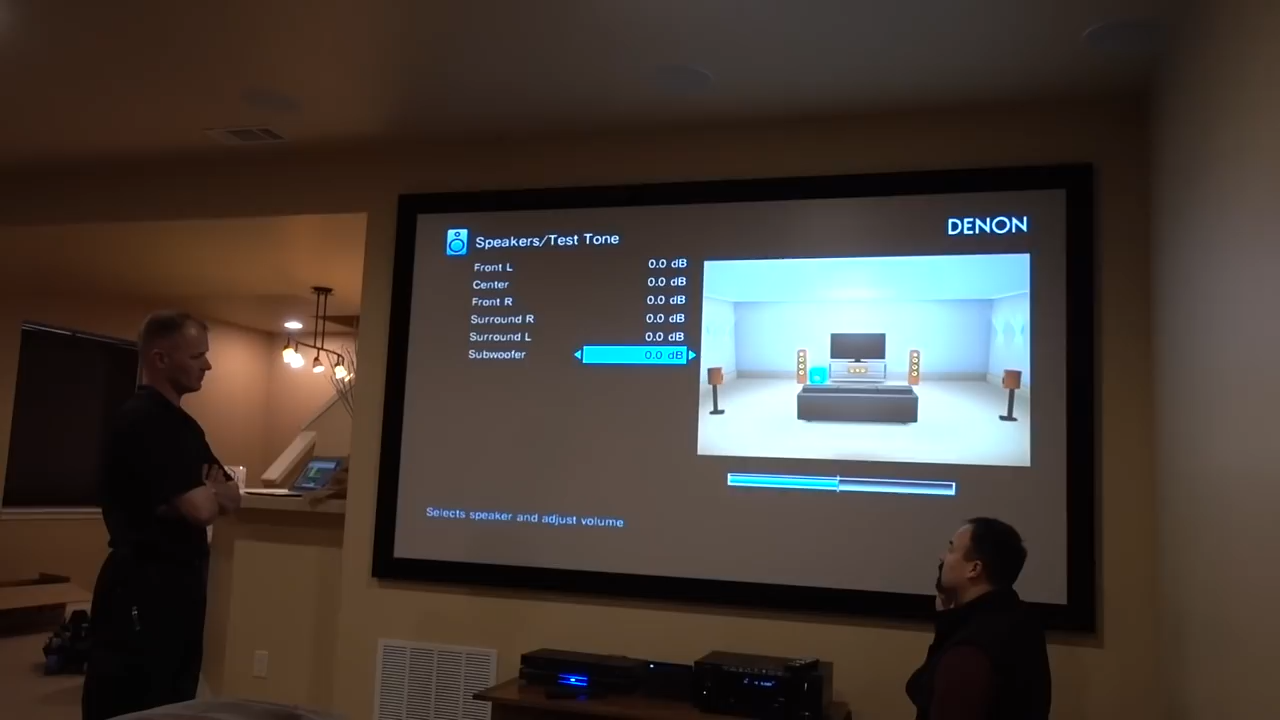 DENON
Speakers/Test Tone
Front L 0.0 dB
Center 0.0 dB
Front R 0.0 dB
Surround R 0.0 dB
Surround L 0.0 dB
Subwoofer 0.0 dB
Selects speaker and adjust volume